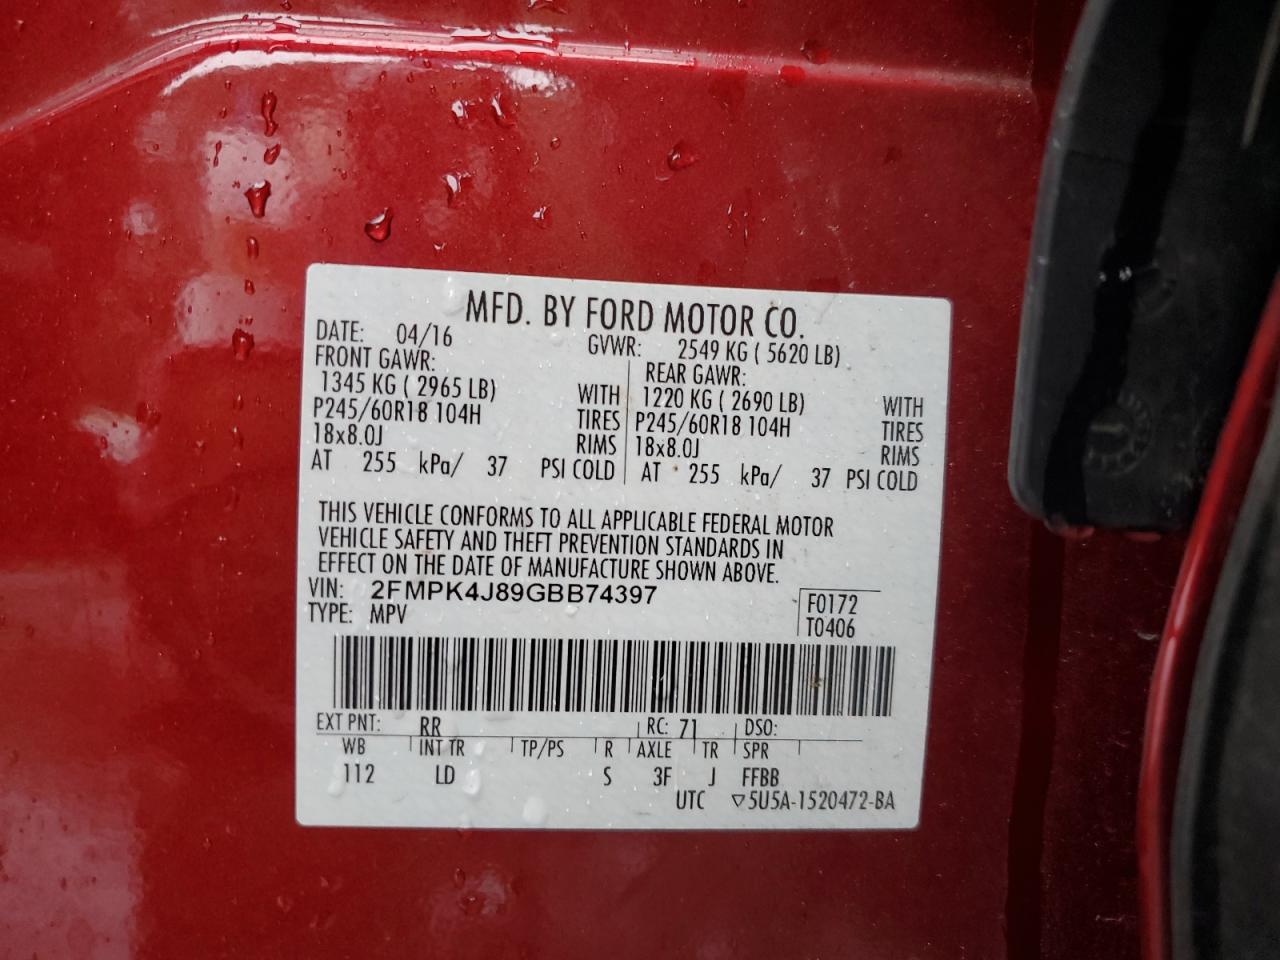 MFD. BY FORD MOTOR CO.
DATE: 04/16 GVWR: 2549 KG ( 5620 LB)
FRONT GAWR: REAR GAWR:
1345 KG ( 2965 LB) WITH 1220 KG ( 2690 LB) WITH
P245/60R18 104H TIRES P245/60R18 104H TIRES
18x8.0J RIMS 18x8.0J RIMS
AT 255 kPa/ 37 PSI COLD AT 255 kPa/ 37 PSI COLD
THIS VEHICLE CONFORMS TO ALL APPLICABLE FEDERAL MOTOR
VEHICLE SAFETY AND THEFT PREVENTION STANDARDS IN
EFFECT ON THE DATE OF MANUFACTURE SHOWN ABOVE.
VIN: 2FMPK4J89GBB74397 F0172
TYPE: MPV T0406
EXT PNT: RR RC: 71 DSO:
WB INT TR TP/PS R AXLE TR SPR
112 LD S 3F J FFBB
UTC ▽5U5A-1520472-BA